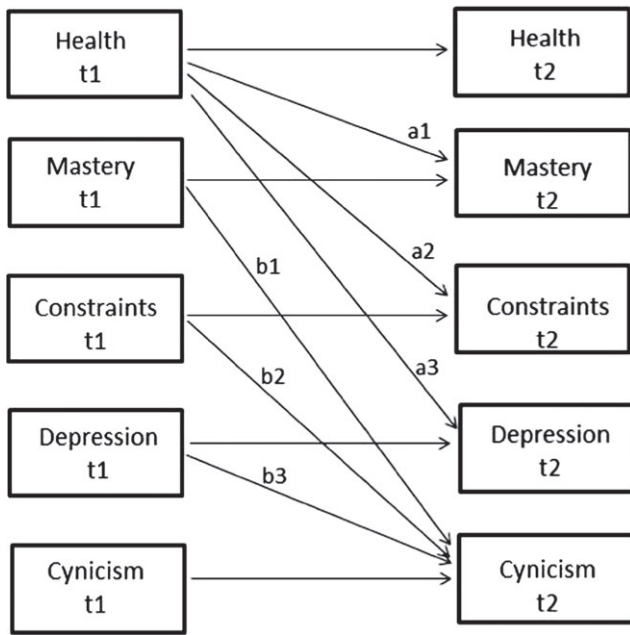 Health
t1
Health
t2
a1
Mastery
t1
Mastery
t2
a2
b1
Constraints
t1
Constraints
t2
a3
b2
Depression
t1
Depression
t2
b3
Cynicism
t1
Cynicism
t2